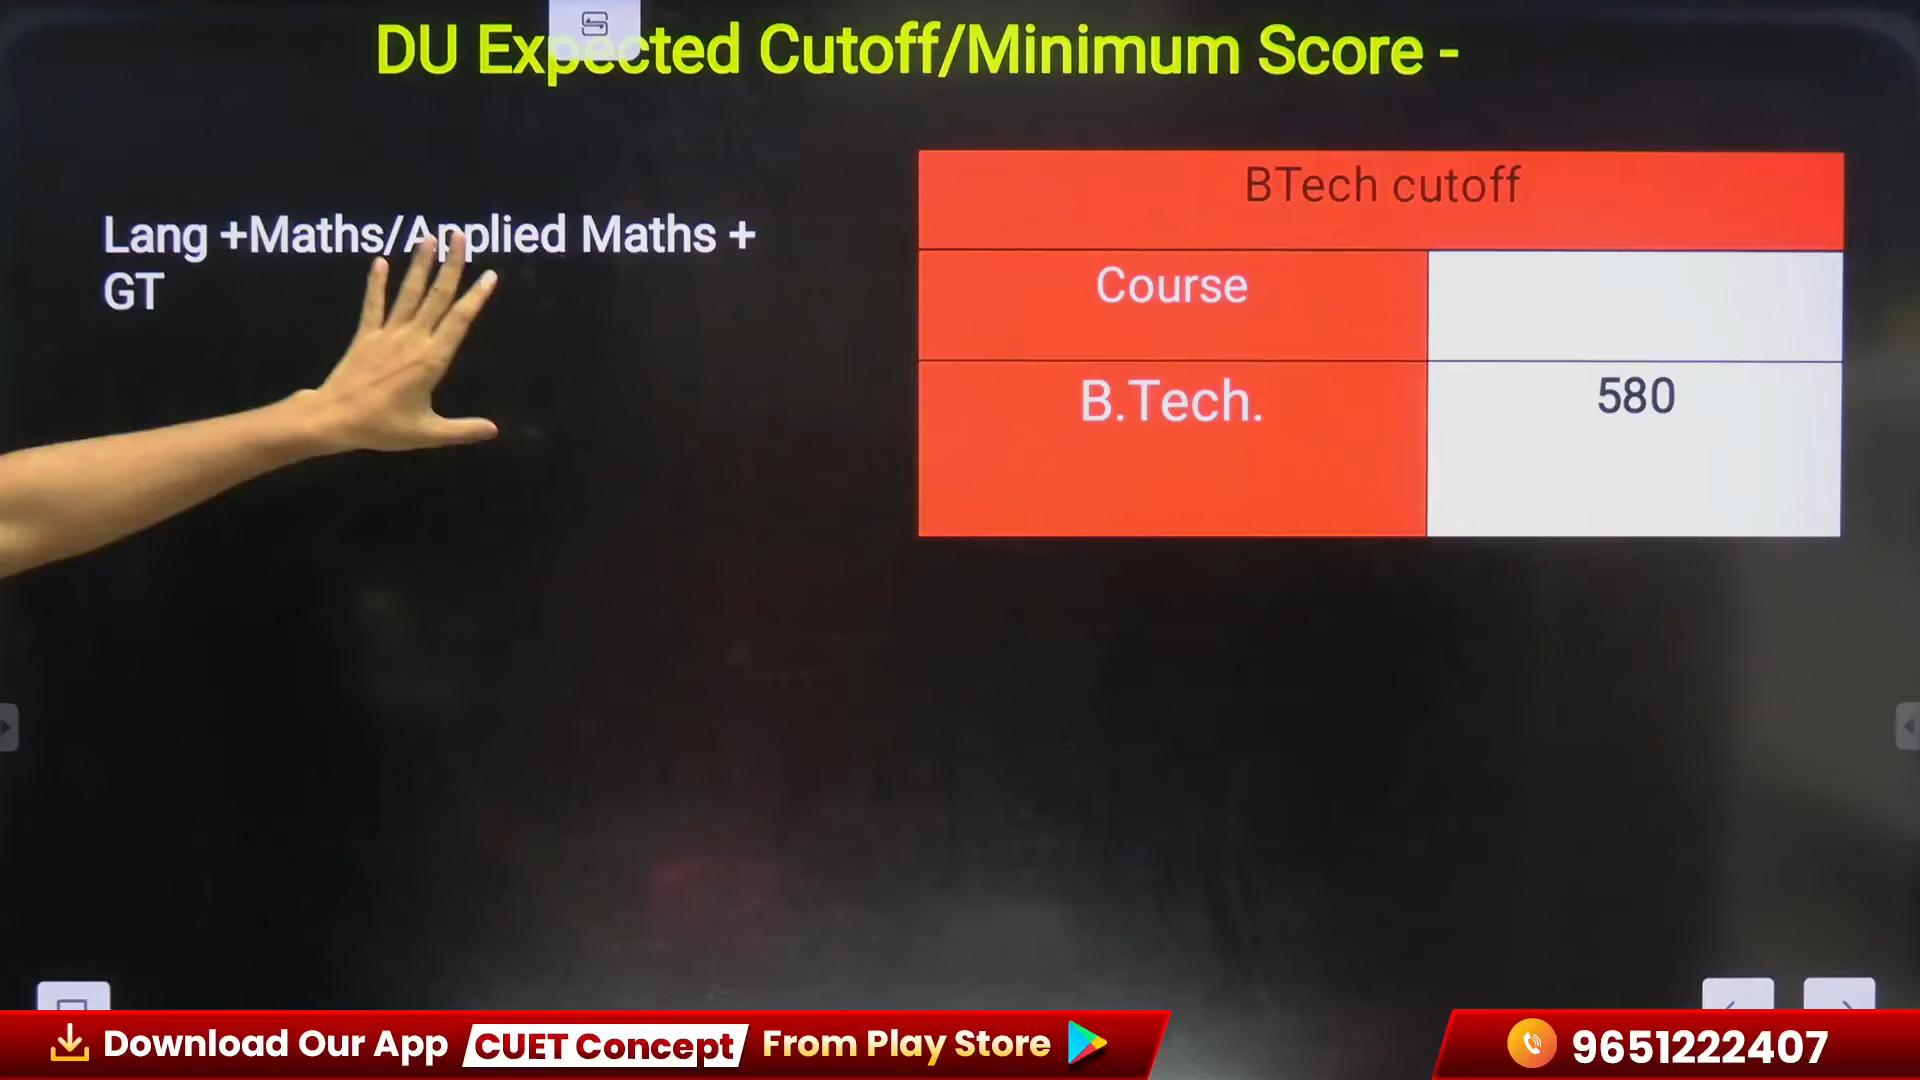 DU Expected Cutoff/Minimum Score -
Lang +Maths/Applied Maths +
GT
BTech cutoff
Course
B.Tech. 580
Download Our App CUET Concept From Play Store
9651222407